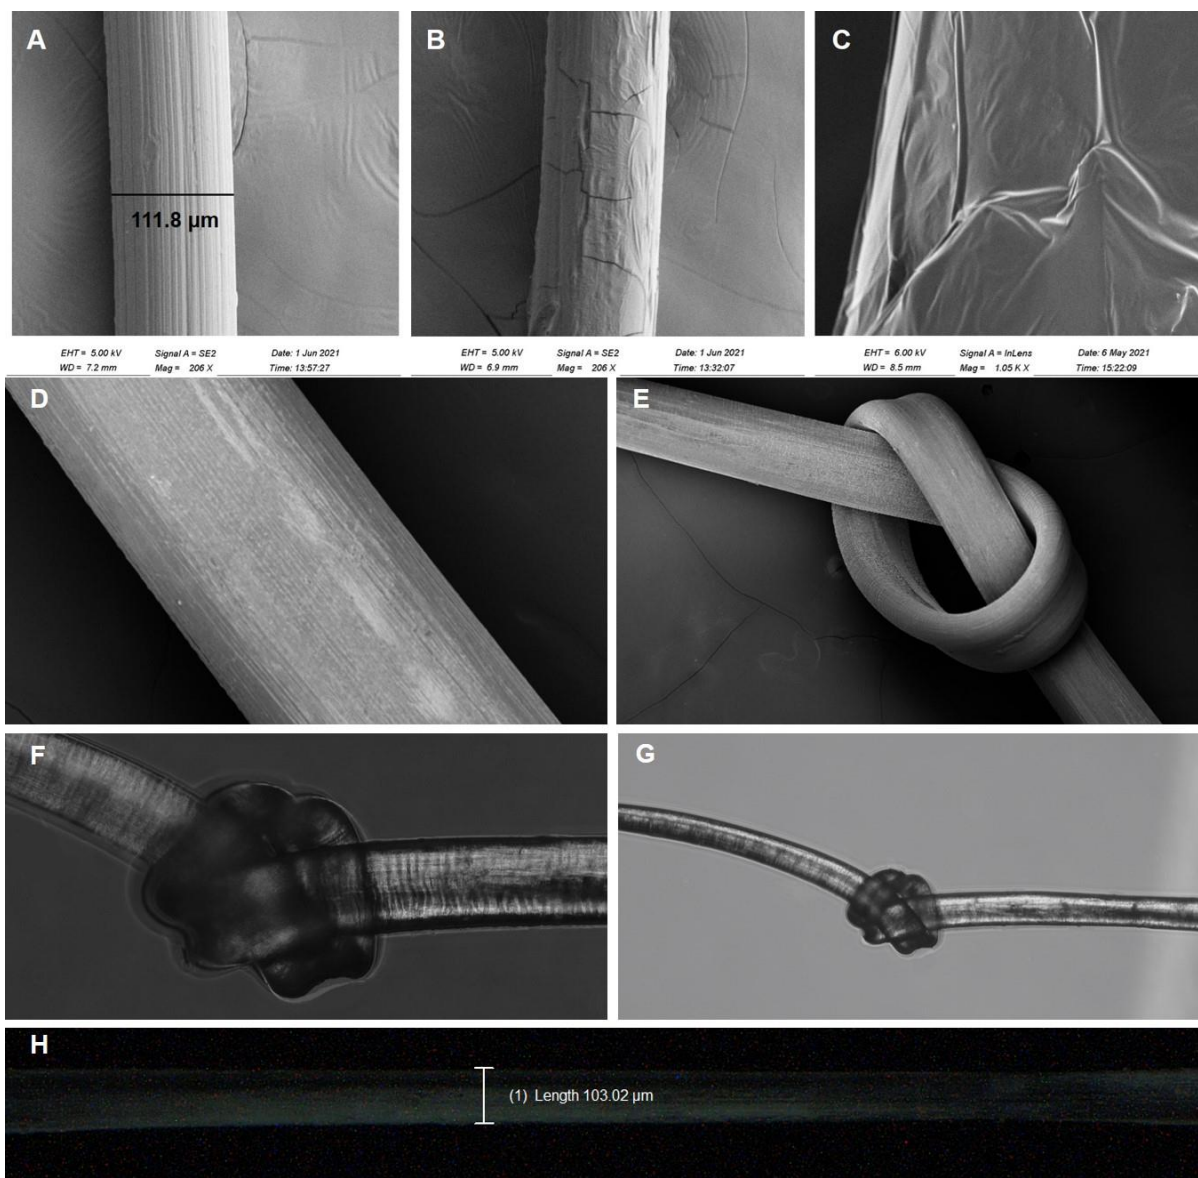 A
B
C
111.8 µm
EHT = 5.00 kV Signal A = SE2 Date: 1 Jun 2021
WD = 7.2 mm Mag = 206 X Time: 13:57:27
EHT = 5.00 kV Signal A = SE2 Date: 1 Jun 2021
WD = 6.9 mm Mag = 206 X Time: 13:32:07
EHT = 6.00 kV Signal A = InLens Date: 6 May 2021
WD = 8.5 mm Mag = 1.05 K X Time: 15:22:09
D
E
F
G
H
(1) Length 103.02 µm